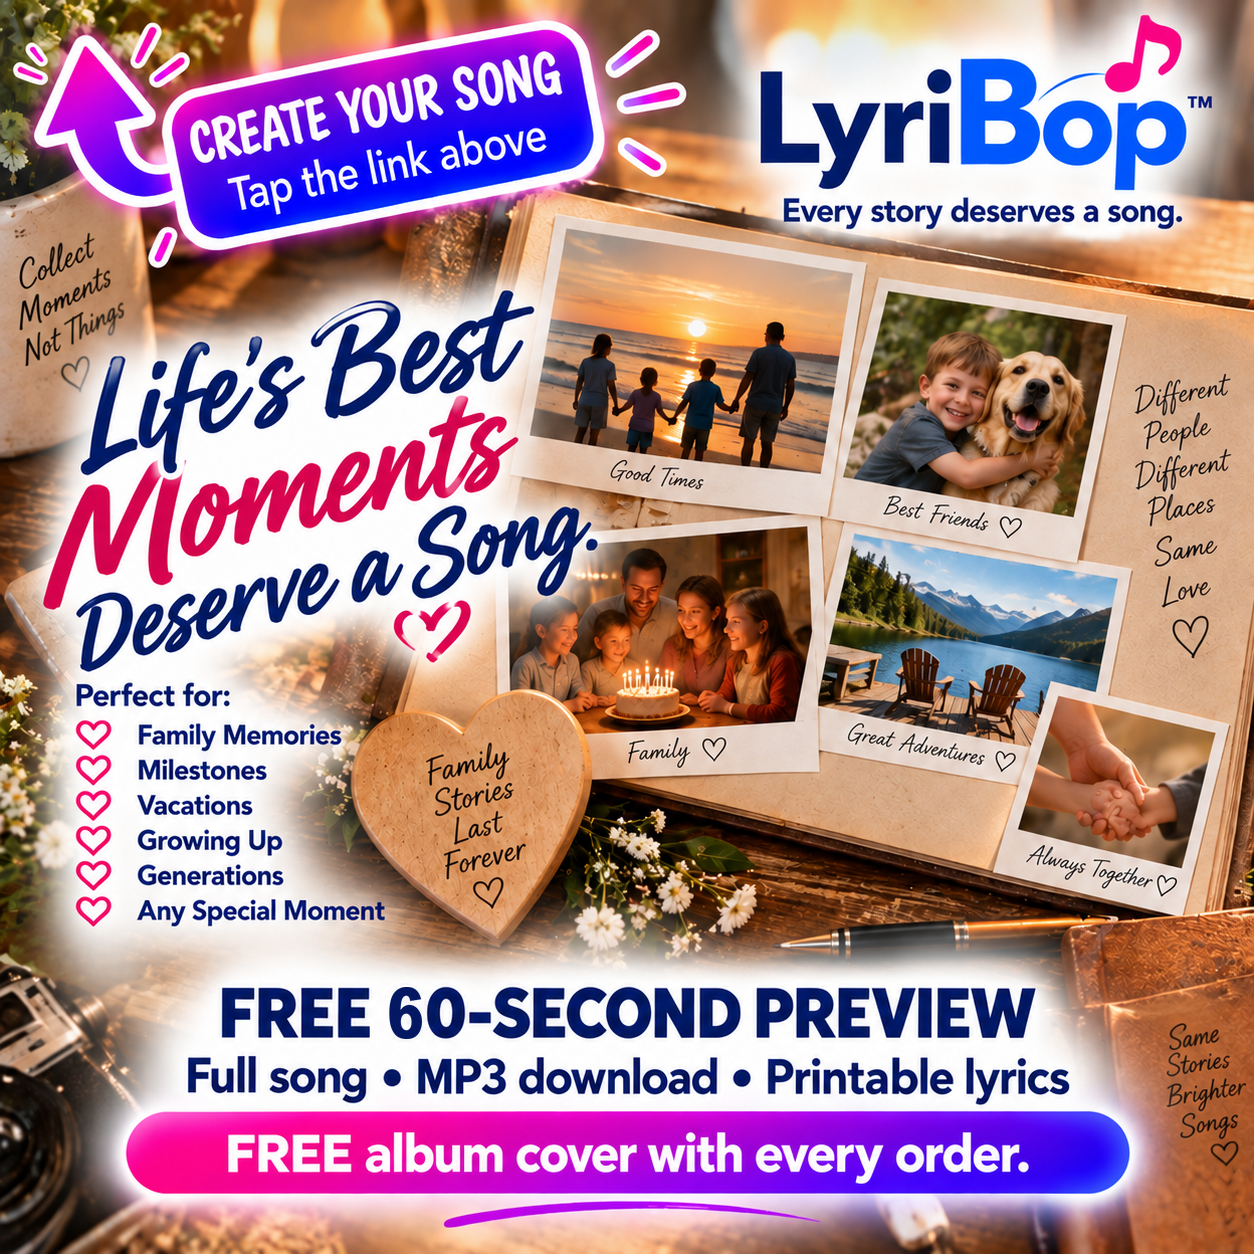 CREATE YOUR SONG
Tap the link above
LyriBop™
Every story deserves a song.
Collect
Moments
Not Things
Life's Best
Moments
Deserve a Song.
Perfect for:
Family Memories
Milestones
Vacations
Growing Up
Generations
Any Special Moment
Good Times
Best Friends
Different
People
Different
Places
Same
Love
Family
Great Adventures
Always Together
Family
Stories
Last
Forever
FREE 60-SECOND PREVIEW
Full song • MP3 download • Printable lyrics
FREE album cover with every order.
Same
Stories
Brighter
Songs